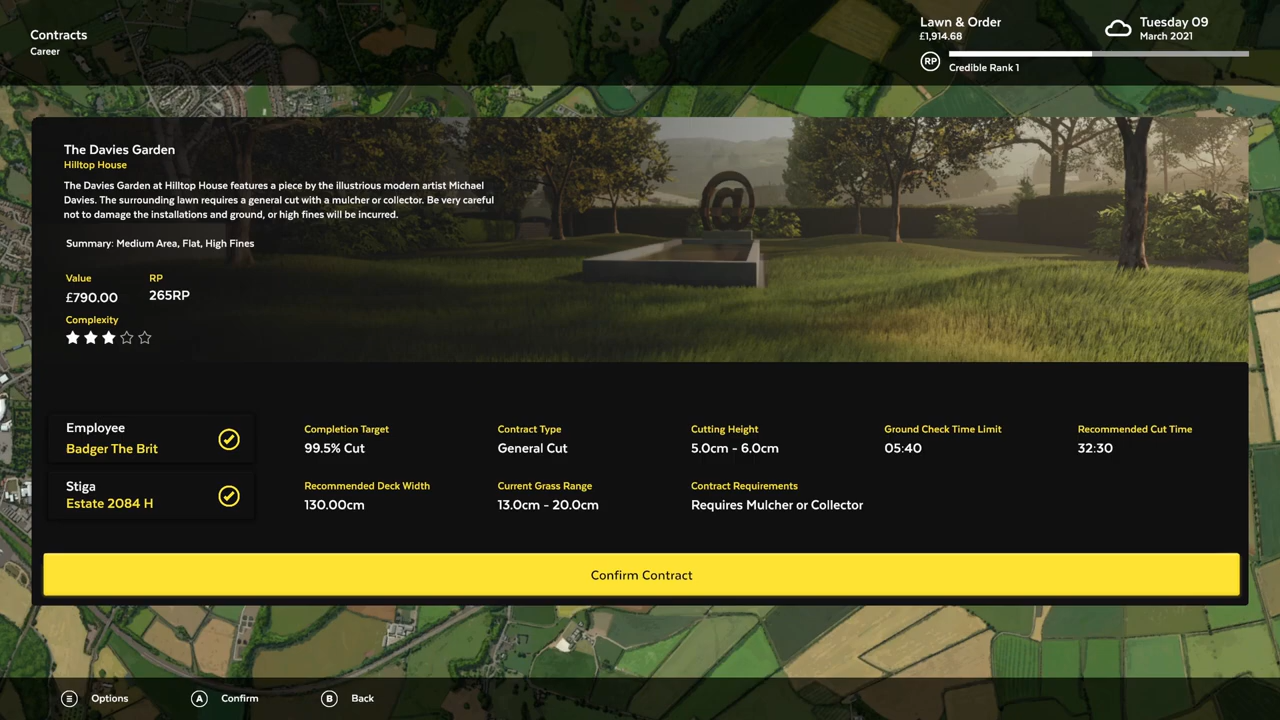 Contracts
Career
Lawn & Order
£1,914.68
Tuesday 09
March 2021
RP
Credible Rank 1
The Davies Garden
Hilltop House
The Davies Garden at Hilltop House features a piece by the illustrious modern artist Michael
Davies. The surrounding lawn requires a general cut with a mulcher or collector. Be very careful
not to damage the installations and ground, or high fines will be incurred.
Summary: Medium Area, Flat, High Fines
Value
RP
£790.00
265RP
Complexity
@
Employee
Badger The Brit
Completion Target
99.5% Cut
Contract Type
General Cut
Cutting Height
5.0cm - 6.0cm
Ground Check Time Limit
05:40
Recommended Cut Time
32:30
Stiga
Estate 2084 H
Recommended Deck Width
130.00cm
Current Grass Range
13.0cm - 20.0cm
Contract Requirements
Requires Mulcher or Collector
Confirm Contract
Options
A Confirm
B Back